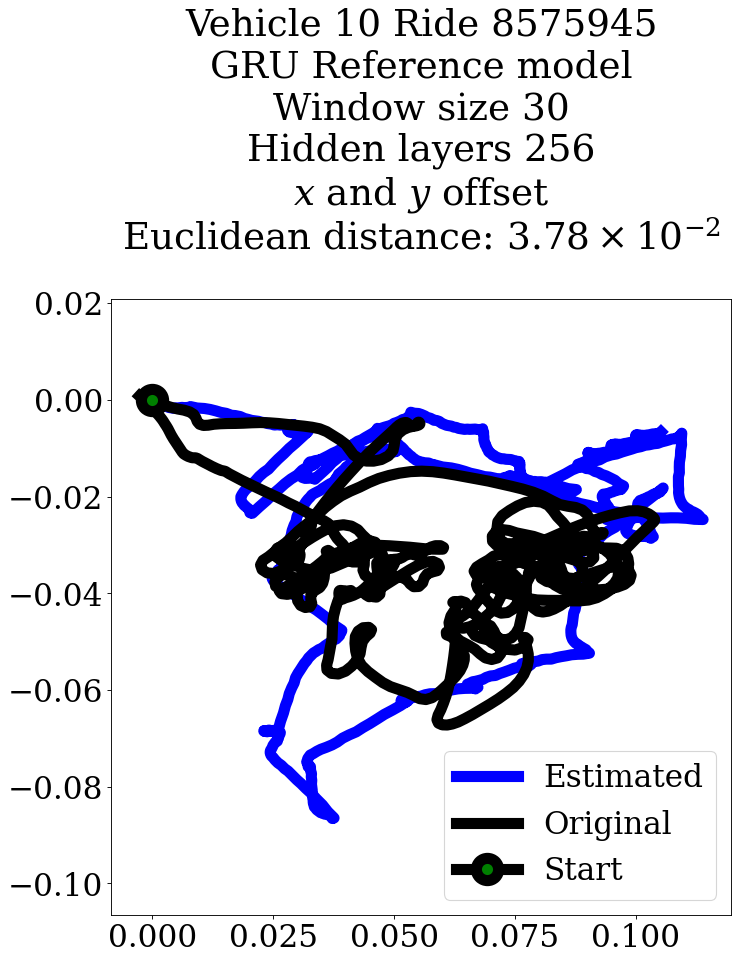 Vehicle 10 Ride 8575945
GRU Reference model
Window size 30
Hidden layers 256
x and y offset
Euclidean distance: 3.78 × 10⁻²
0.02
0.00
−0.02
−0.04
−0.06
−0.08
−0.10
Estimated
Original
Start
0.000 0.025 0.050 0.075 0.100